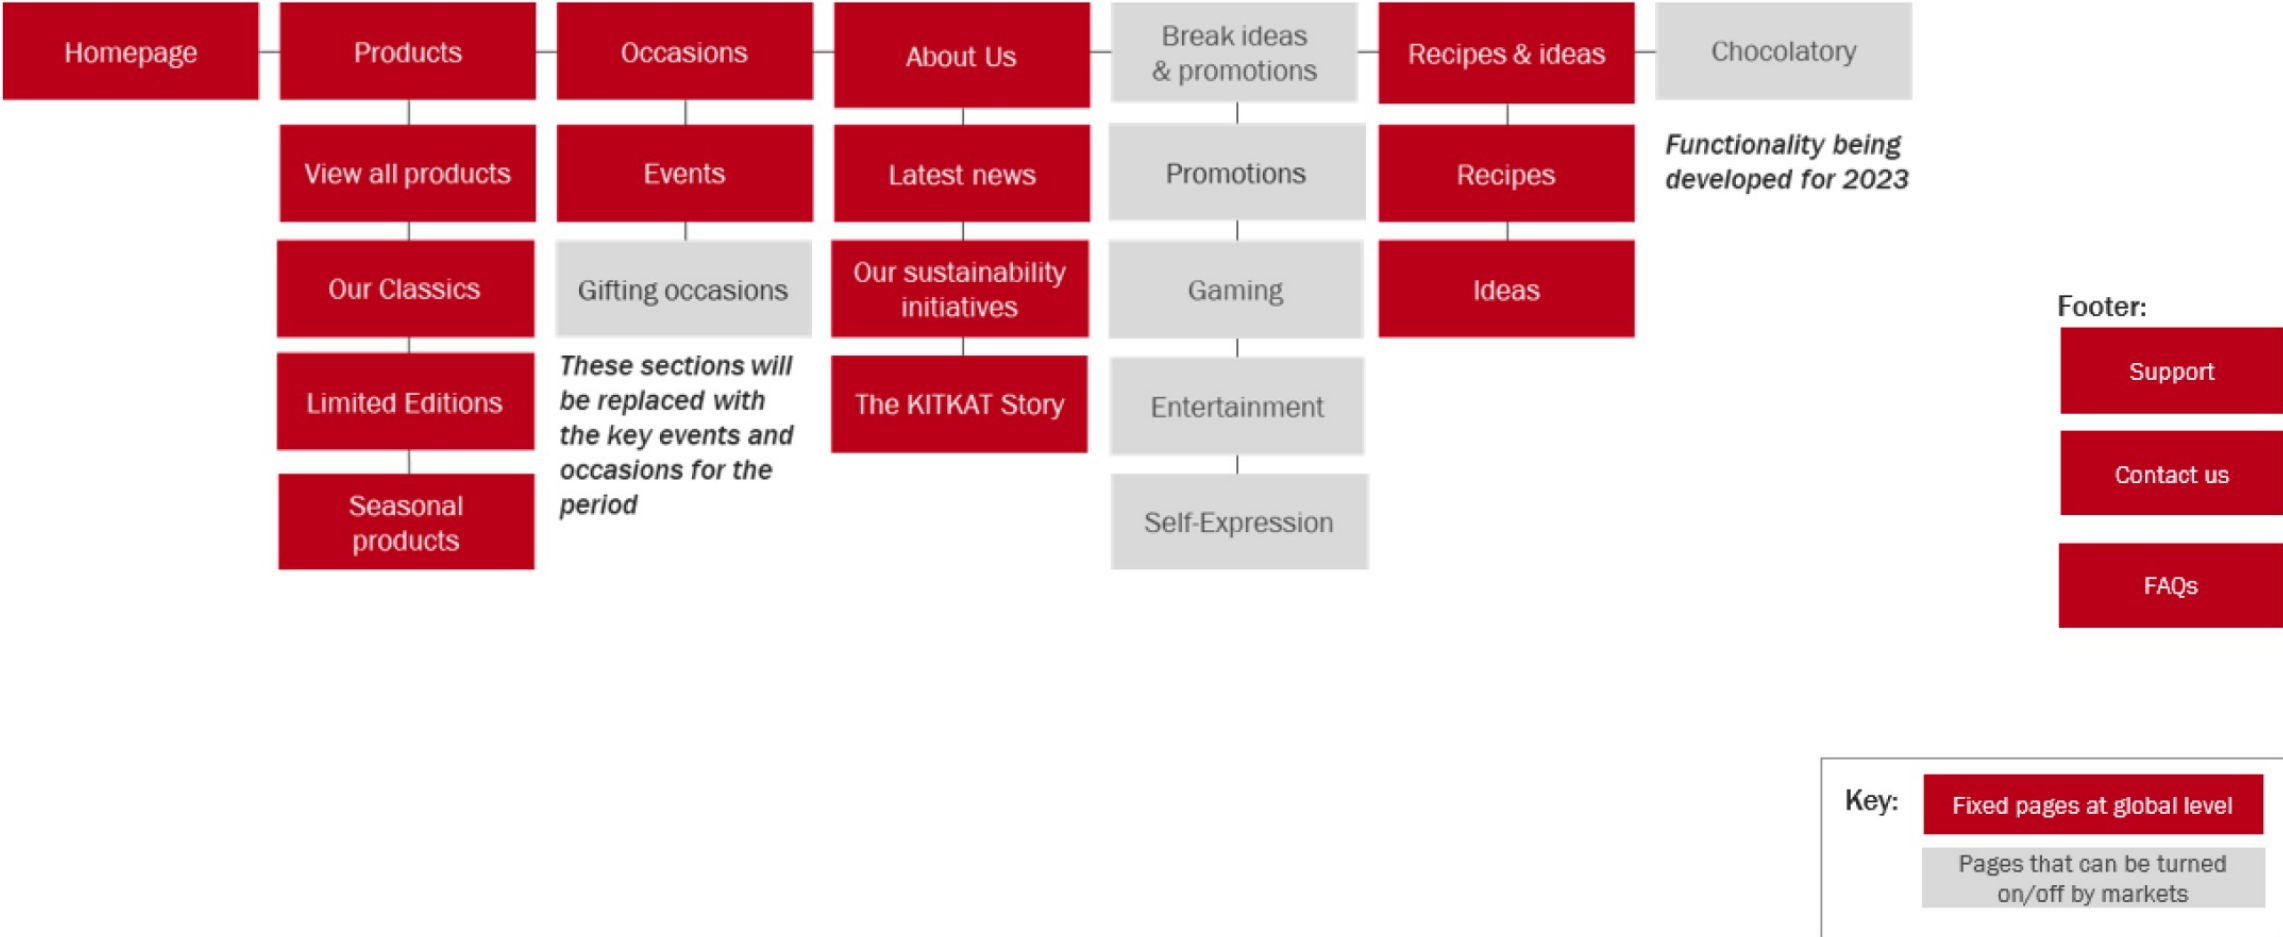 Homepage
Products
Occasions
About Us
Break ideas
& promotions
Recipes & ideas
Chocolatory
View all products
Events
Latest news
Promotions
Recipes
Functionality being
developed for 2023
Our Classics
Gifting occasions
Our sustainability
initiatives
Gaming
Ideas
Limited Editions
These sections will
be replaced with
the key events and
occasions for the
period
The KITKAT Story
Entertainment
Seasonal
products
Self-Expression
Footer:
Support
Contact us
FAQs
Key:
Fixed pages at global level
Pages that can be turned
on/off by markets